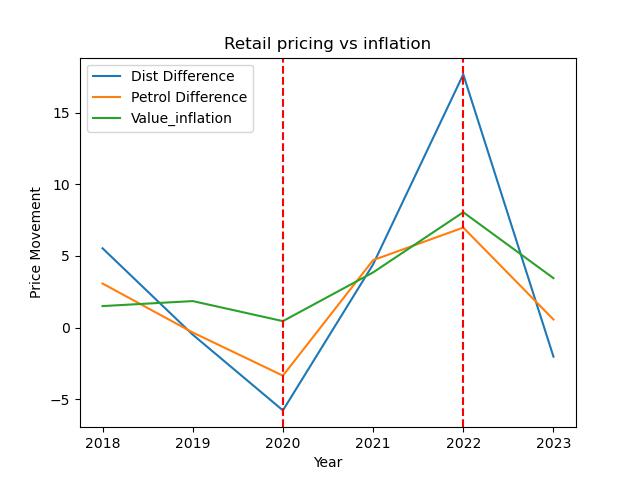 Retail pricing vs inflation
Dist Difference
Petrol Difference
Value_inflation
15
10
5
0
−5
Price Movement
2018 2019 2020 2021 2022 2023
Year